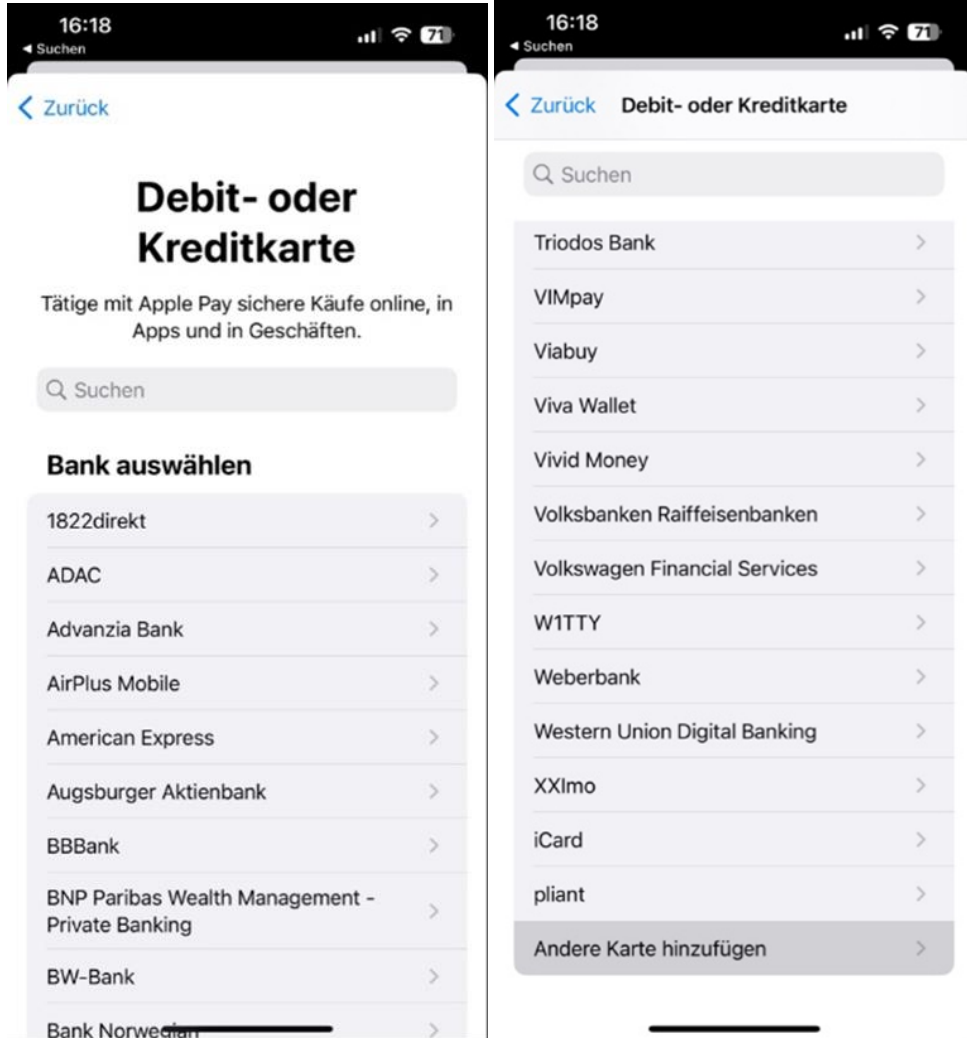 16:18
71
Suchen
Zurück
Debit- oder
Kreditkarte
Tätige mit Apple Pay sichere Käufe online, in
Apps und in Geschäften.
Suchen
Bank auswählen
1822direkt
ADAC
Advanzia Bank
AirPlus Mobile
American Express
Augsburger Aktienbank
BBBank
BNP Paribas Wealth Management -
Private Banking
BW-Bank
Bank Norwegian
16:18
71
Suchen
Zurück Debit- oder Kreditkarte
Suchen
Triodos Bank
VIMpay
Viabuy
Viva Wallet
Vivid Money
Volksbanken Raiffeisenbanken
Volkswagen Financial Services
W1TTY
Weberbank
Western Union Digital Banking
XXImo
iCard
pliant
Andere Karte hinzufügen